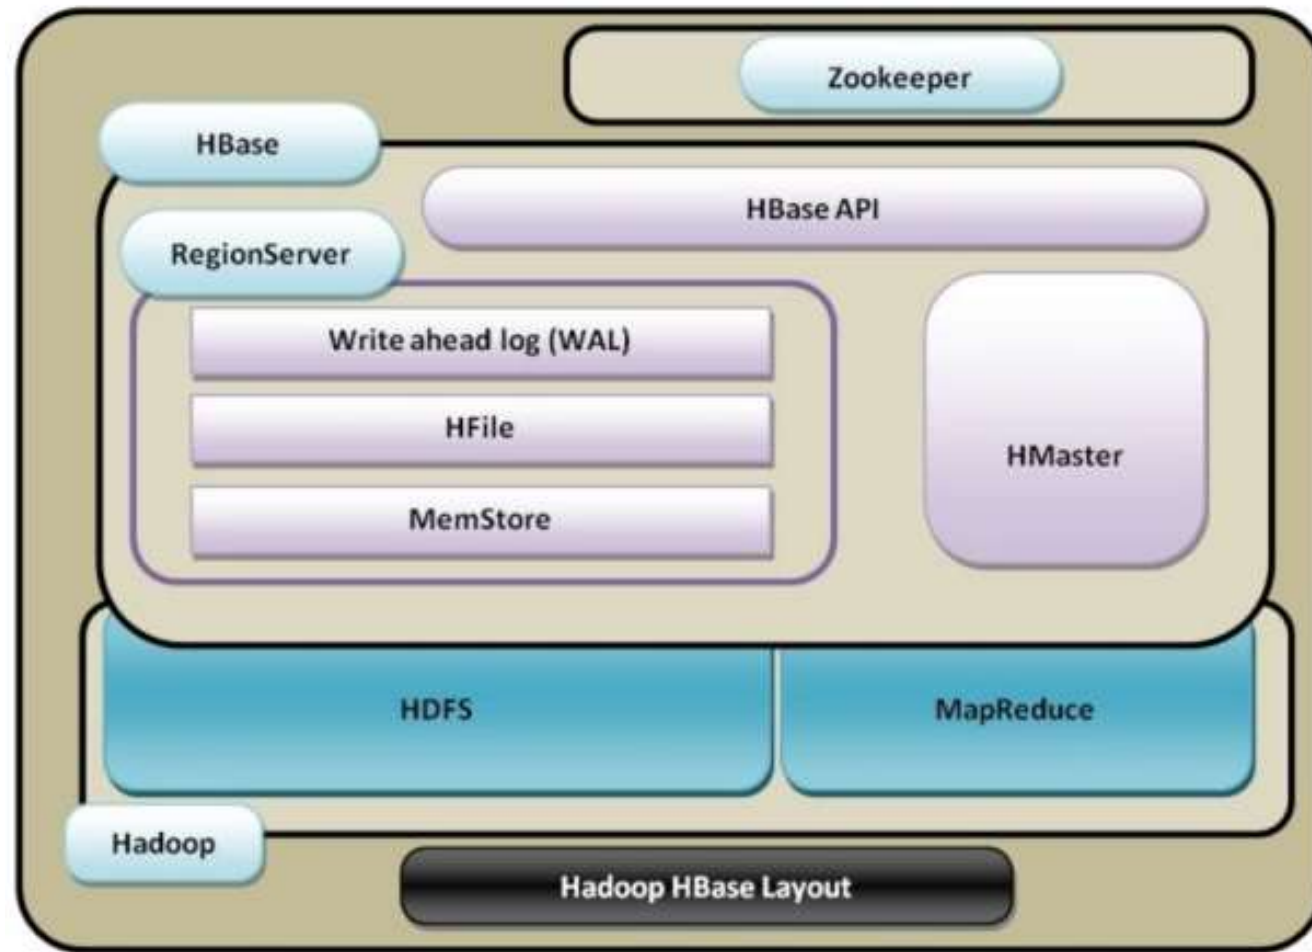 Zookeeper
HBase
HBase API
RegionServer
Write ahead log (WAL)
HFile
MemStore
HMaster
HDFS
MapReduce
Hadoop
Hadoop HBase Layout